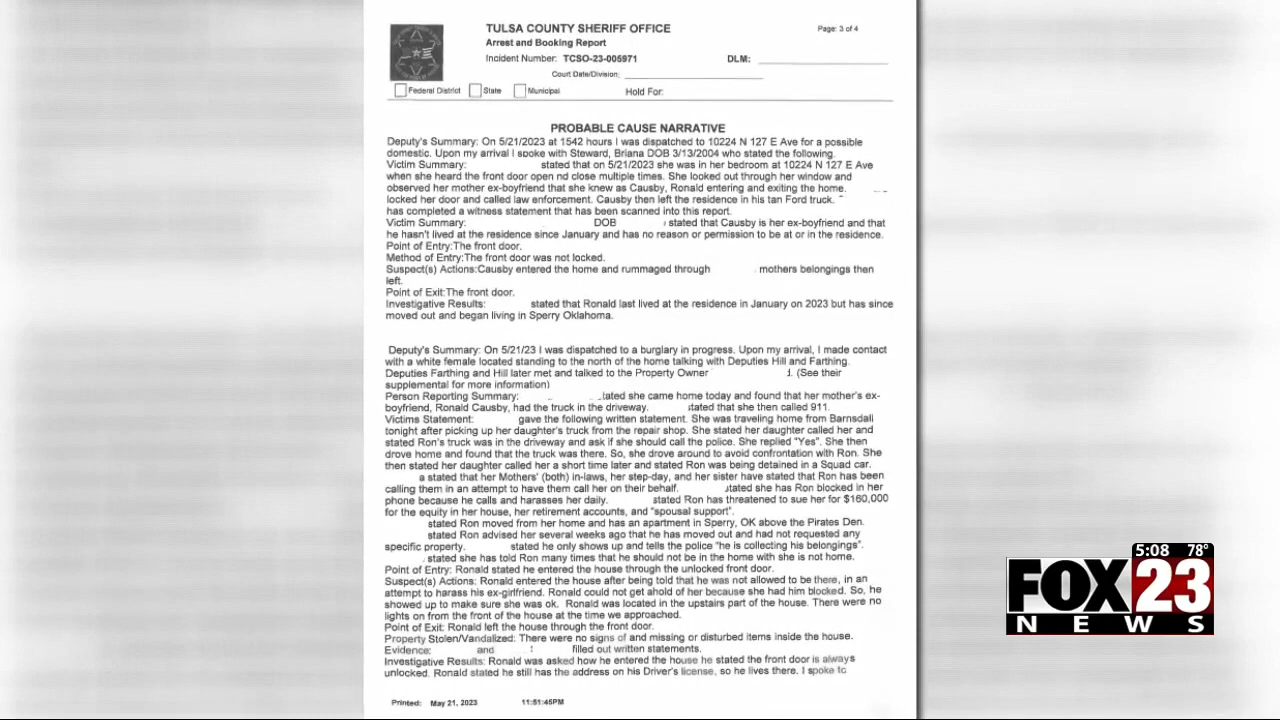 TULSA COUNTY SHERIFF OFFICE
Page: 3 of 4
Arrest and Booking Report
Incident Number: TCSO-23-005971
DLM:
Court Date/Division:
Federal District State Municipal Hold For:
PROBABLE CAUSE NARRATIVE
Deputy's Summary: On 5/21/2023 at 1542 hours I was dispatched to 10224 N 127 E Ave for a possible
domestic. Upon my arrival I spoke with Steward, Briana DOB 3/13/2004 who stated the following.
Victim Summary: stated that on 5/21/2023 she was in her bedroom at 10224 N 127 E Ave
when she heard the front door open nd close multiple times. She looked out through her window and
observed her mother ex-boyfriend that she knew as Causby, Ronald entering and exiting the home.
locked her door and called law enforcement. Causby then left the residence in his tan Ford truck.
has completed a witness statement that has been scanned into this report.
Victim Summary: DOB stated that Causby is her ex-boyfriend and that
he hasn't lived at the residence since January and has no reason or permission to be at or in the residence.
Point of Entry:The front door.
Method of Entry:The front door was not locked.
Suspect(s) Actions:Causby entered the home and rummaged through mothers belongings then
left.
Point of Exit:The front door.
Investigative Results: stated that Ronald last lived at the residence in January on 2023 but has since
moved out and began living in Sperry Oklahoma.
Deputy's Summary: On 5/21/23 I was dispatched to a burglary in progress. Upon my arrival, I made contact
with a white female located standing to the north of the home talking with Deputies Hill and Farthing.
Deputies Farthing and Hill later met and talked to the Property Owner . (See their
supplemental for more information)
Person Reporting Summary: tated she came home today and found that her mother's ex-
boyfriend, Ronald Causby, had the truck in the driveway. stated that she then called 911.
Victims Statement: gave the following written statement. She was traveling home from Barnsdall
tonight after picking up her daughter's truck from the repair shop. She stated her daughter called her and
stated Ron's truck was in the driveway and ask if she should call the police. She replied "Yes". She then
drove home and found that the truck was there. So, she drove around to avoid confrontation with Ron. She
then stated her daughter called her a short time later and stated Ron was being detained in a Squad car.
a stated that her Mothers' (both) in-laws, her step-day, and her sister have stated that Ron has been
calling them in an attempt to have them call her on their behalf. stated she has Ron blocked in her
phone because he calls and harasses her daily. stated Ron has threatened to sue her for $160,000
for the equity in her house, her retirement accounts, and "spousal support".
stated Ron moved from her home and has an apartment in Sperry, OK above the Pirates Den.
stated Ron advised her several weeks ago that he has moved out and had not requested any
specific property. stated he only shows up and tells the police "he is collecting his belongings".
stated she has told Ron many times that he should not be in the home with she is not home.
Point of Entry: Ronald stated he entered the house through the unlocked front door.
Suspect(s) Actions: Ronald entered the house after being told that he was not allowed to be there, in an
attempt to harass his ex-girlfriend. Ronald could not get ahold of her because she had him blocked. So, he
showed up to make sure she was ok. Ronald was located in the upstairs part of the house. There were no
lights on from the front of the house at the time we approached.
Point of Exit: Ronald left the house through the front door.
Property Stolen/Vandalized: There were no signs of and missing or disturbed items inside the house.
Evidence: and filled out written statements.
Investigative Results: Ronald was asked how he entered the house he stated the front door is always
unlocked. Ronald stated he still has the address on his Driver's license, so he lives there. I spoke to
Printed: May 21, 2023 11:51:45PM
5:08 78°
FOX 23
NEWS